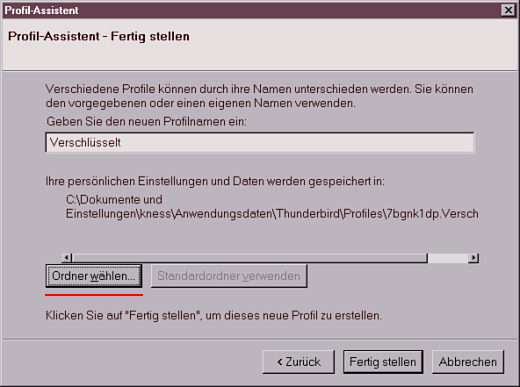 Profil-Assistent
Profil-Assistent - Fertig stellen
Verschiedene Profile können durch ihre Namen unterschieden werden. Sie können
den vorgegebenen oder einen eigenen Namen verwenden.
Geben Sie den neuen Profilnamen ein:
Verschlüsselt
Ihre persönlichen Einstellungen und Daten werden gespeichert in:
C:\Dokumente und
Einstellungen\kness\Anwendungsdaten\Thunderbird\Profiles\7bgnk1dp.Versch
Ordner wählen... Standardordner verwenden
Klicken Sie auf "Fertig stellen", um dieses neue Profil zu erstellen.
< Zurück Fertig stellen Abbrechen